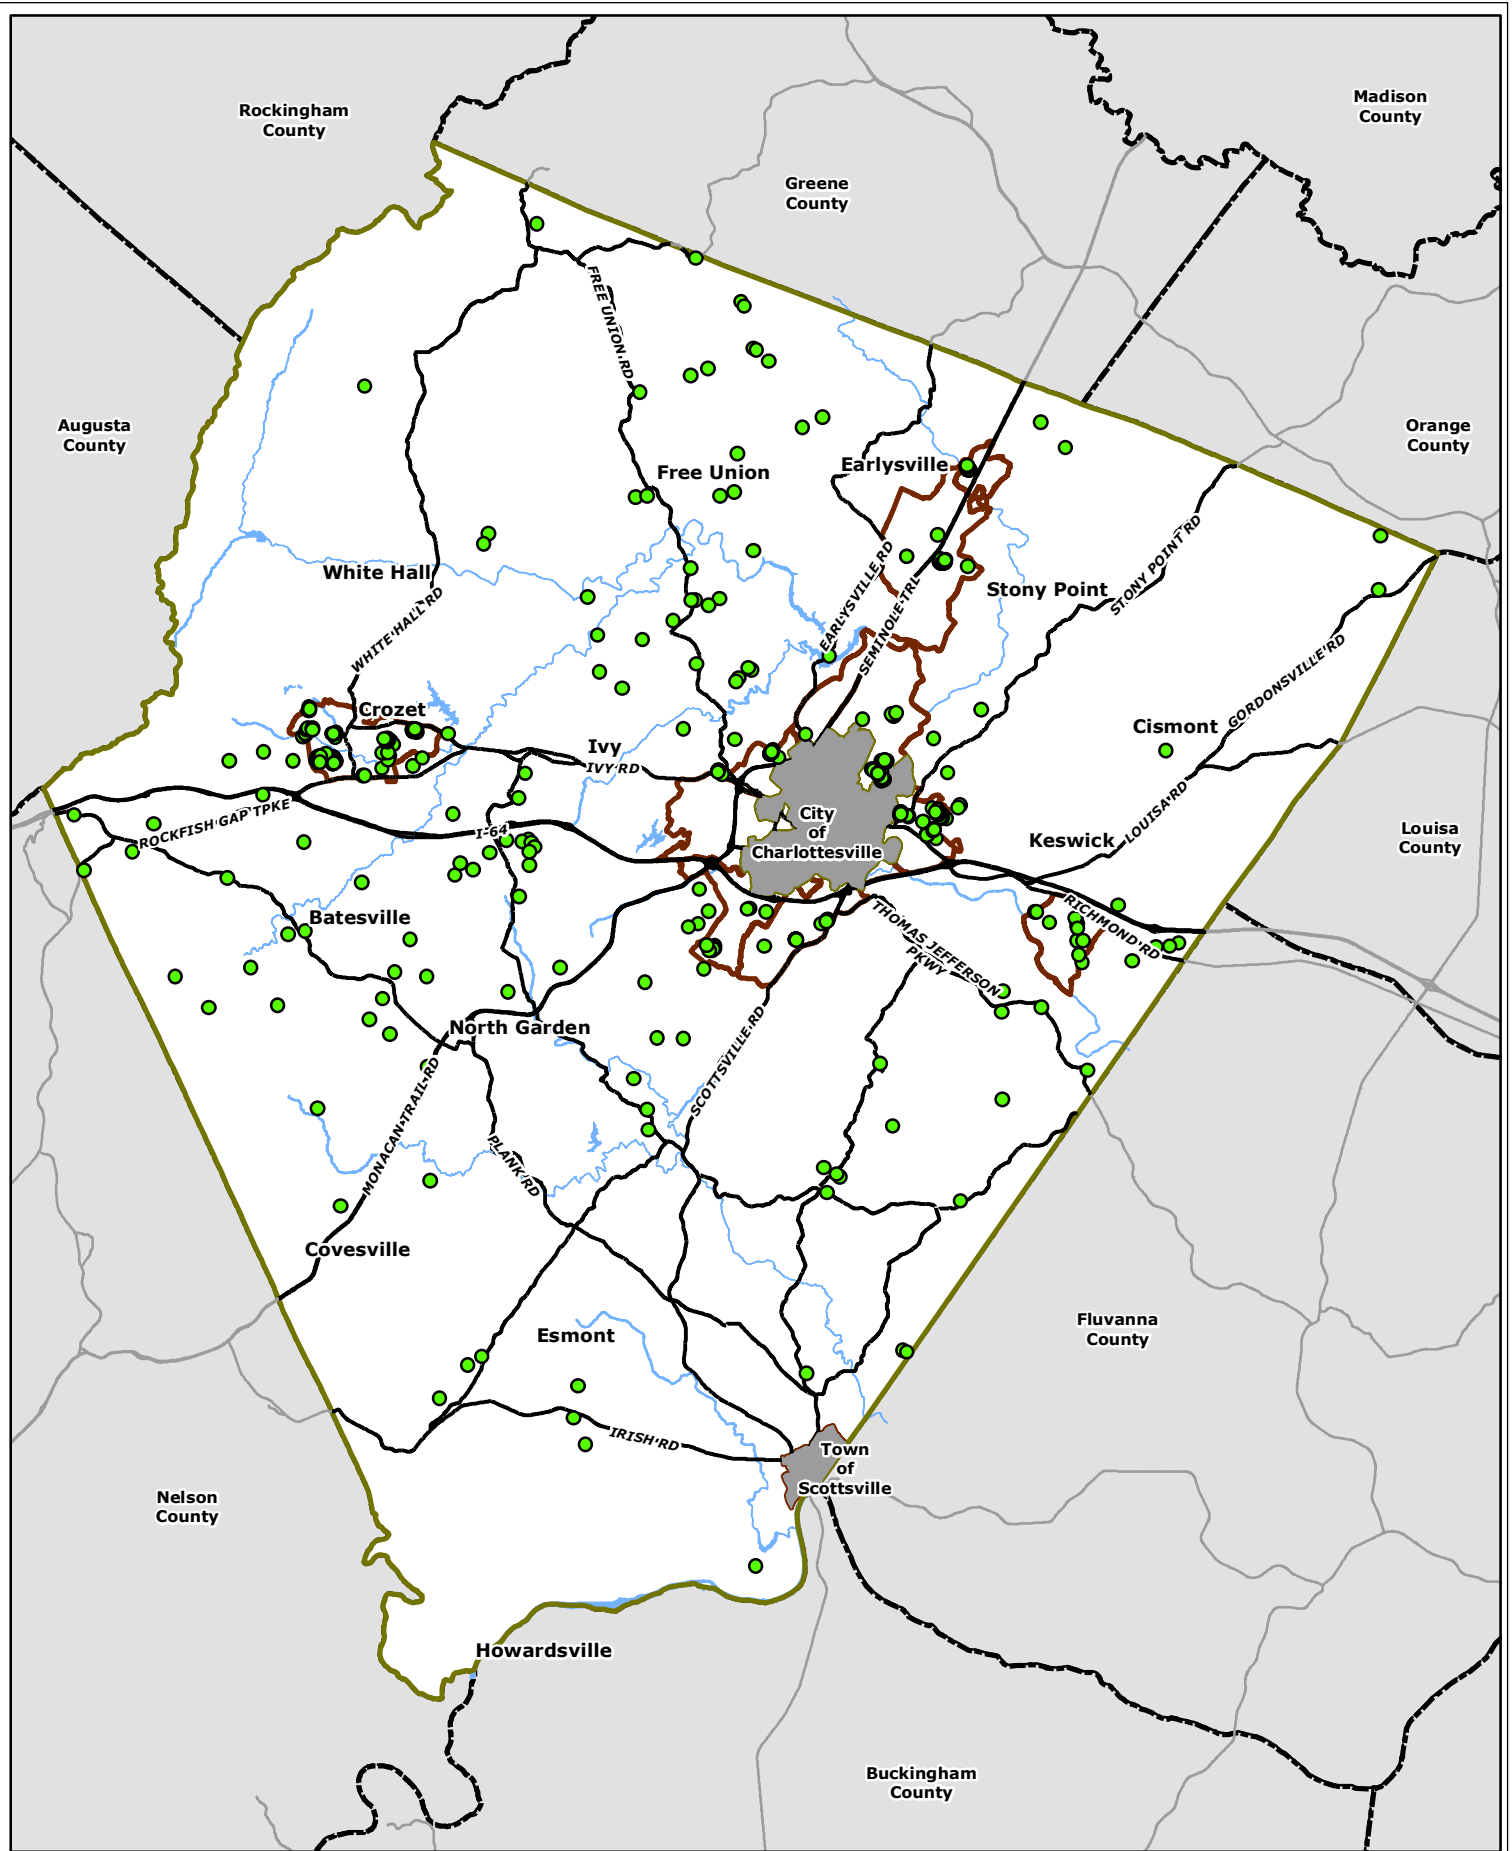 Rockingham
County
Madison
County
Greene
County
Augusta
County
Orange
County
FREE UNION RD
Free Union
Earlysville
White Hall
WHITE HALL RD
EARLYSVILLE RD
SEMINOLE TRL
Stony Point
STONY POINT RD
GORDONSVILLE RD
Crozet
Cismont
Ivy
IVY RD
ROCKFISH GAP TPKE
I-64
City
of
Charlottesville
Keswick
LOUISA RD
Louisa
County
Batesville
THOMAS JEFFERSON
PKWY
RICHMOND RD
North Garden
SCOTTSVILLE RD
MONACAN TRAIL RD
PLANK RD
Covesville
Esmont
Fluvanna
County
IRISH RD
Town
of
Scottsville
Nelson
County
Howardsville
Buckingham
County